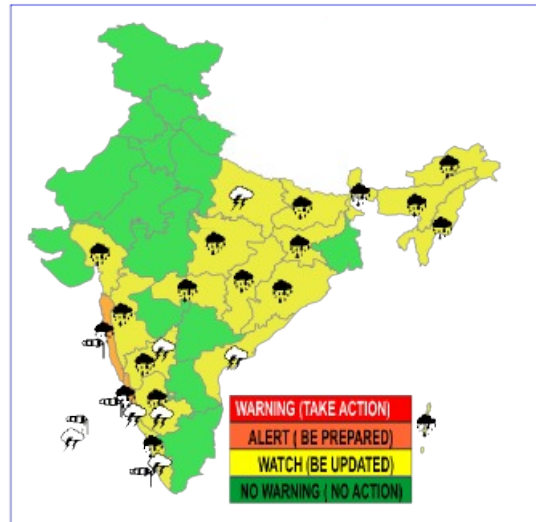 WARNING (TAKE ACTION)
ALERT ( BE PREPARED)
WATCH (BE UPDATED)
NO WARNING ( NO ACTION)